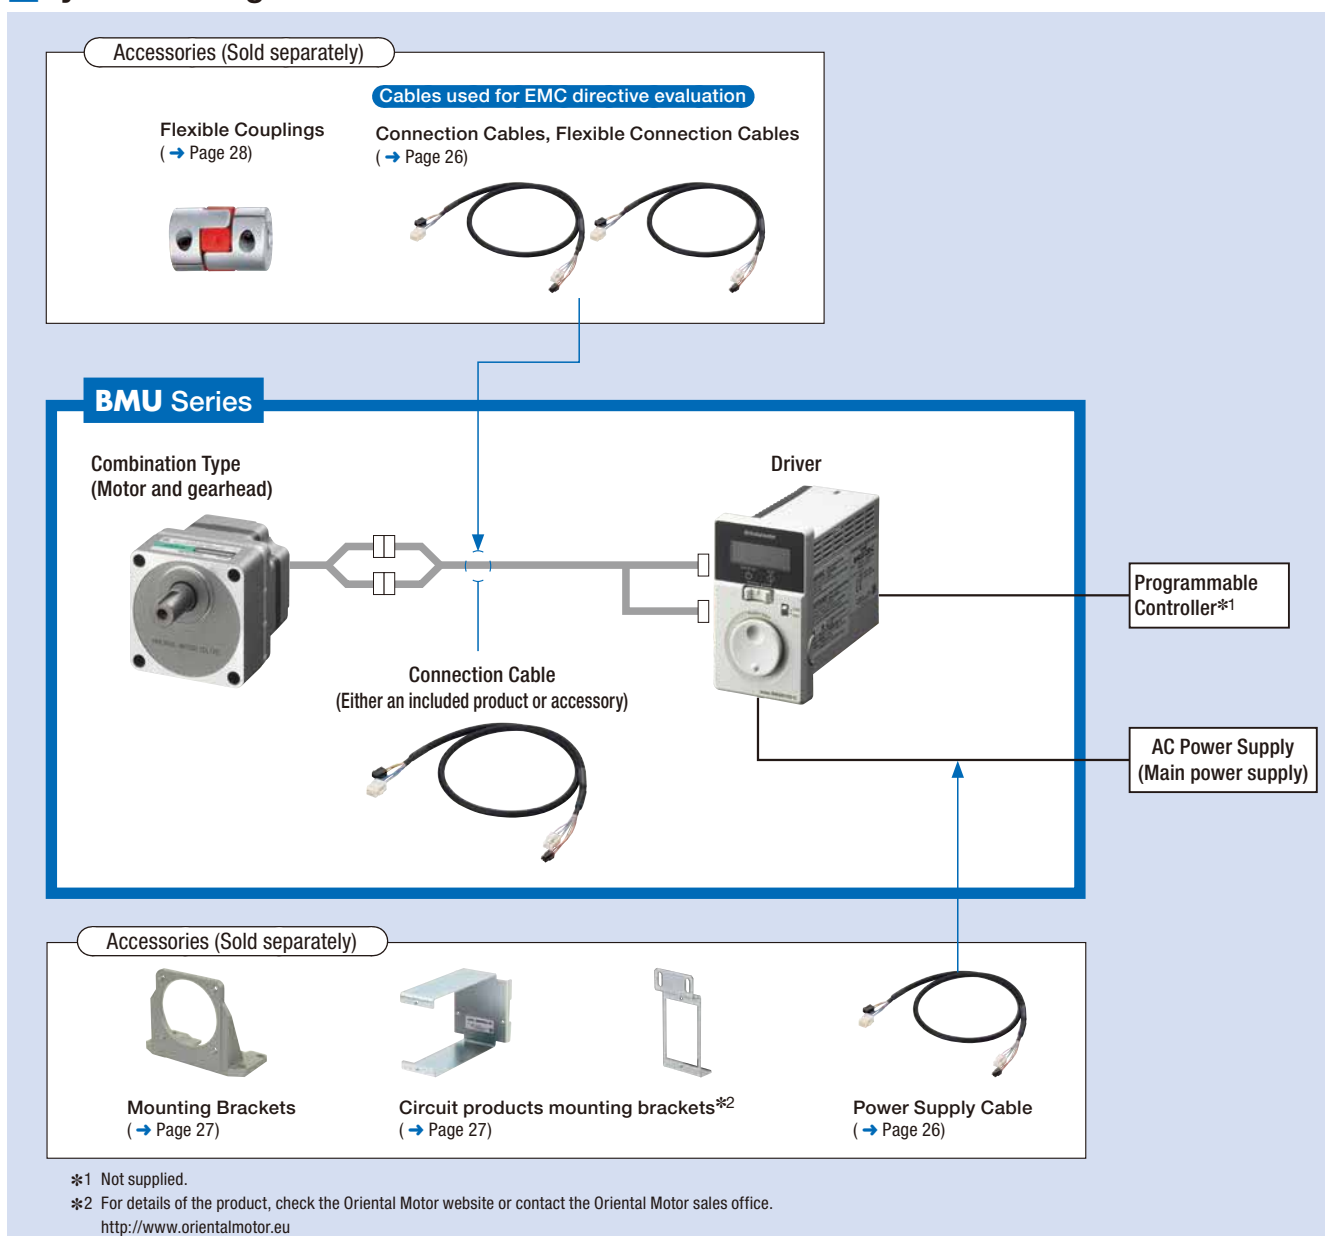 Accessories (Sold separately)
Cables used for EMC directive evaluation
Flexible Couplings
( ➜ Page 28)
Connection Cables, Flexible Connection Cables
( ➜ Page 26)
BMU Series
Combination Type
(Motor and gearhead)
Driver
Programmable
Controller✻1
Connection Cable
(Either an included product or accessory)
AC Power Supply
(Main power supply)
Accessories (Sold separately)
Mounting Brackets
( ➜ Page 27)
Circuit products mounting brackets✻2
( ➜ Page 27)
Power Supply Cable
( ➜ Page 26)
✻1 Not supplied.
✻2 For details of the product, check the Oriental Motor website or contact the Oriental Motor sales office.
http://www.orientalmotor.eu